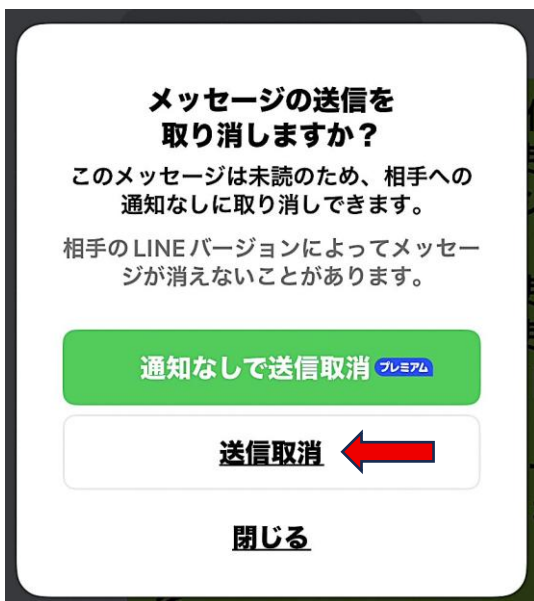 メッセージの送信を
取り消しますか？
このメッセージは未読のため、相手への
通知なしに取り消しできます。
相手のLINEバージョンによってメッセー
ジが消えないことがあります。
通知なしで送信取消 プレミアム
送信取消
閉じる